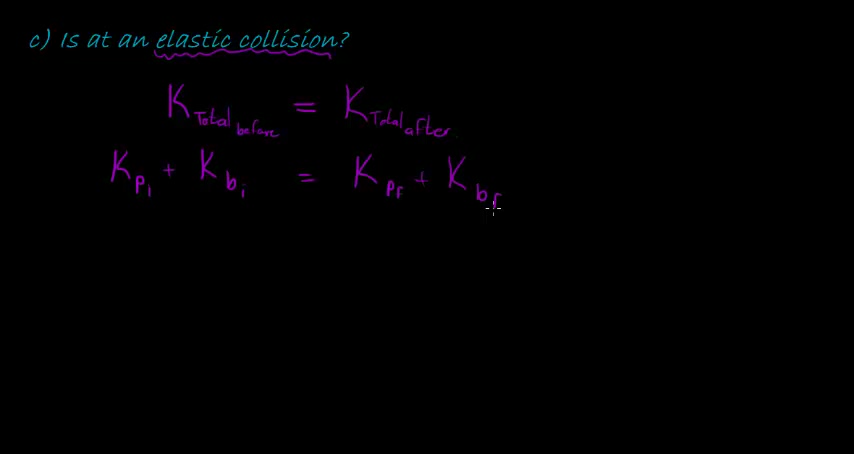 c) Is at an elastic collision?
K Total before = K Total after
K p i + K b i = K p f + K b f